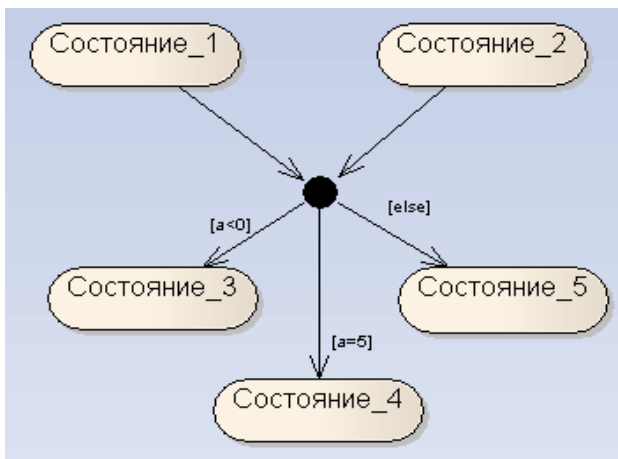 Состояние_1
Состояние_2
[a<0]
[else]
Состояние_3
Состояние_5
[a=5]
Состояние_4